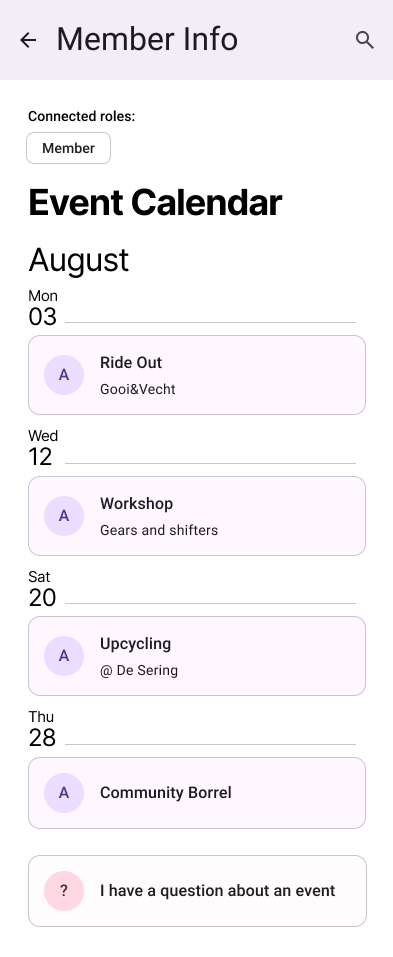 Member Info
Connected roles:
Member
Event Calendar
August
Mon
03
A
Ride Out
Gooi&Vecht
Wed
12
A
Workshop
Gears and shifters
Sat
20
A
Upcycling
@ De Sering
Thu
28
A
Community Borrel
?
I have a question about an event